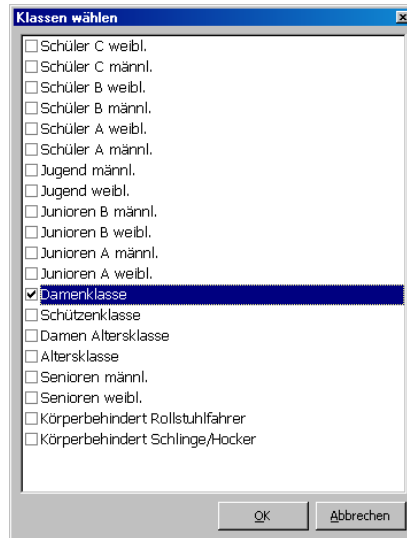 Klassen wählen
Schüler C weibl.
Schüler C männl.
Schüler B weibl.
Schüler B männl.
Schüler A weibl.
Schüler A männl.
Jugend männl.
Jugend weibl.
Junioren B männl.
Junioren B weibl.
Junioren A männl.
Junioren A weibl.
Damenklasse
Schützenklasse
Damen Altersklasse
Altersklasse
Senioren männl.
Senioren weibl.
Körperbehindert Rollstuhlfahrer
Körperbehindert Schlinge/Hocker
OK Abbrechen